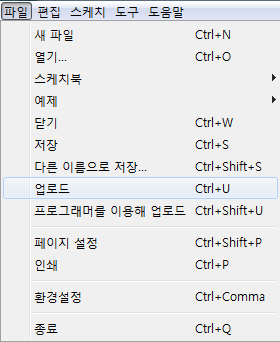 파일 편집 스케치 도구 도움말
새 파일 Ctrl+N
열기... Ctrl+O
스케치북
예제
닫기 Ctrl+W
저장 Ctrl+S
다른 이름으로 저장... Ctrl+Shift+S
업로드 Ctrl+U
프로그래머를 이용해 업로드 Ctrl+Shift+U
페이지 설정 Ctrl+Shift+P
인쇄 Ctrl+P
환경설정 Ctrl+Comma
종료 Ctrl+Q